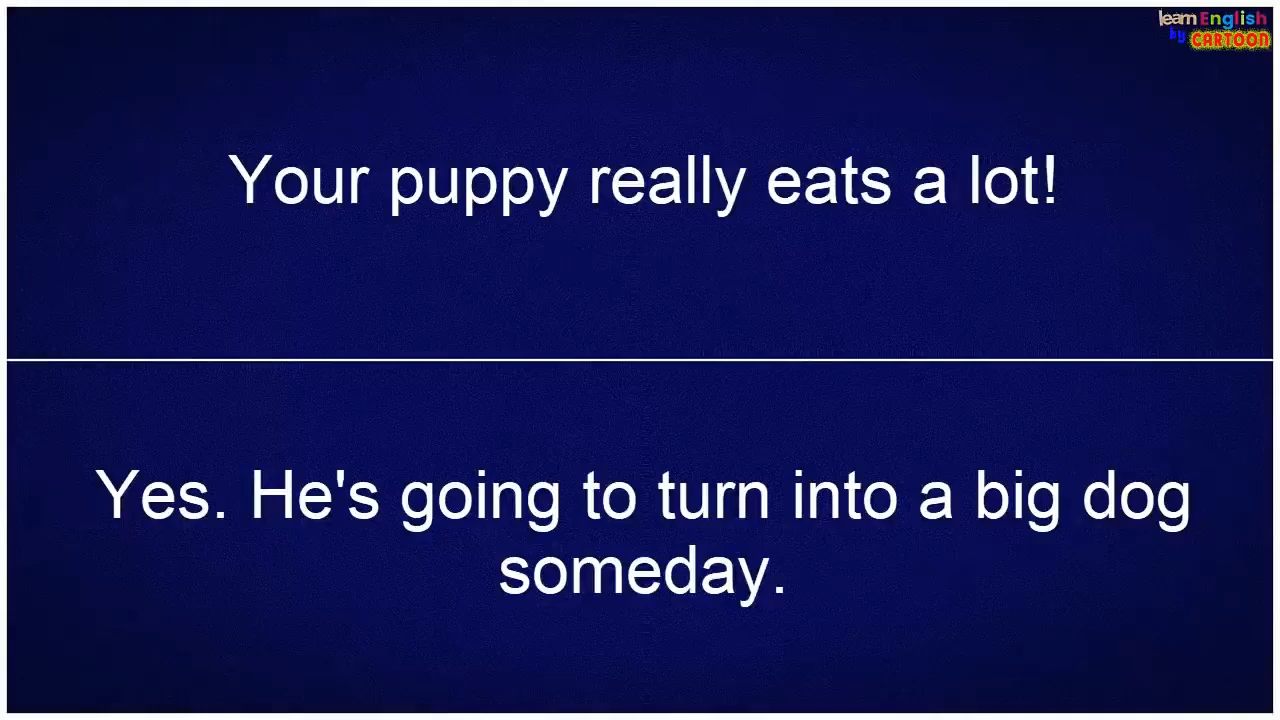 learn English
by CARTOON
Your puppy really eats a lot!
Yes. He's going to turn into a big dog
someday.